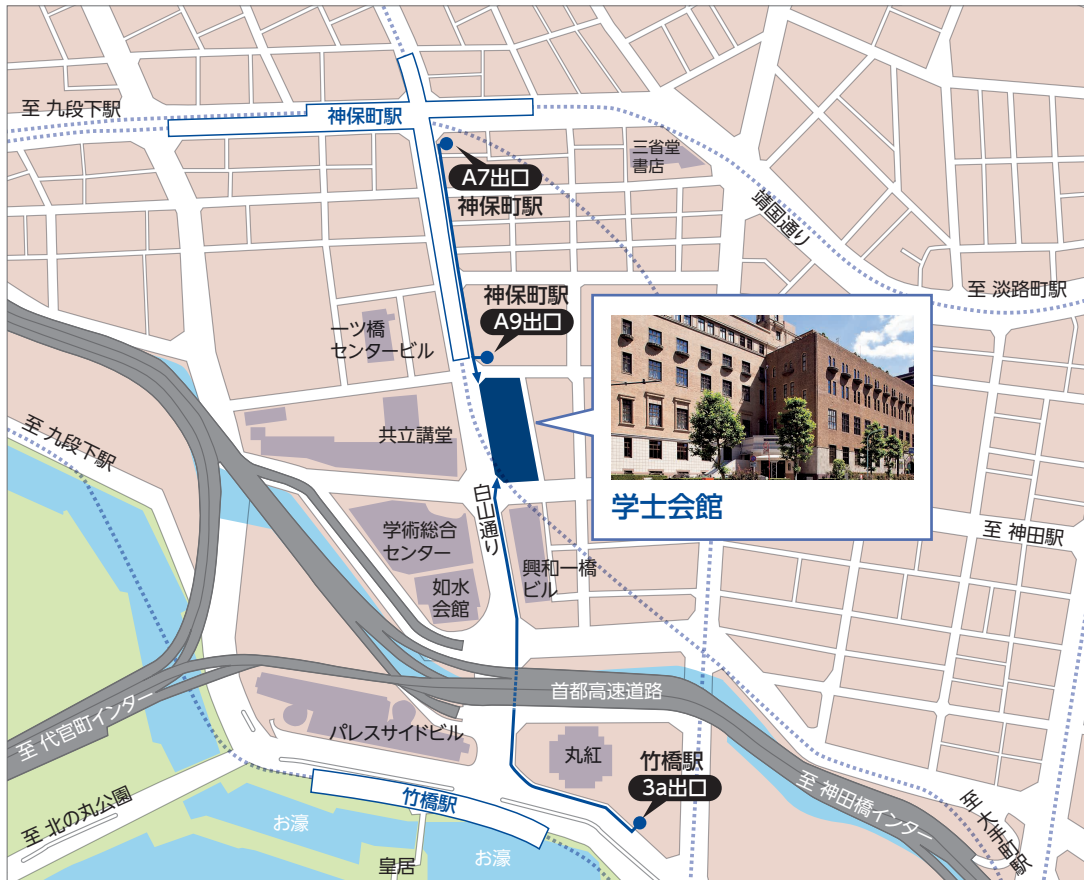 至 九段下駅
神保町駅
三省堂
書店
A7出口
神保町駅
靖国通り
至 淡路町駅
神保町駅
A9出口
一ツ橋
センタービル
至 九段下駅
共立講堂
学士会館
白山通り
至 神田駅
学術総合
センター
興和一橋
ビル
如水
会館
首都高速道路
至 代官町インター
パレスサイドビル
丸紅
竹橋駅
3a出口
至 神田橋インター
至 大手町駅
竹橋駅
至 北の丸公園
お濠
お濠
皇居